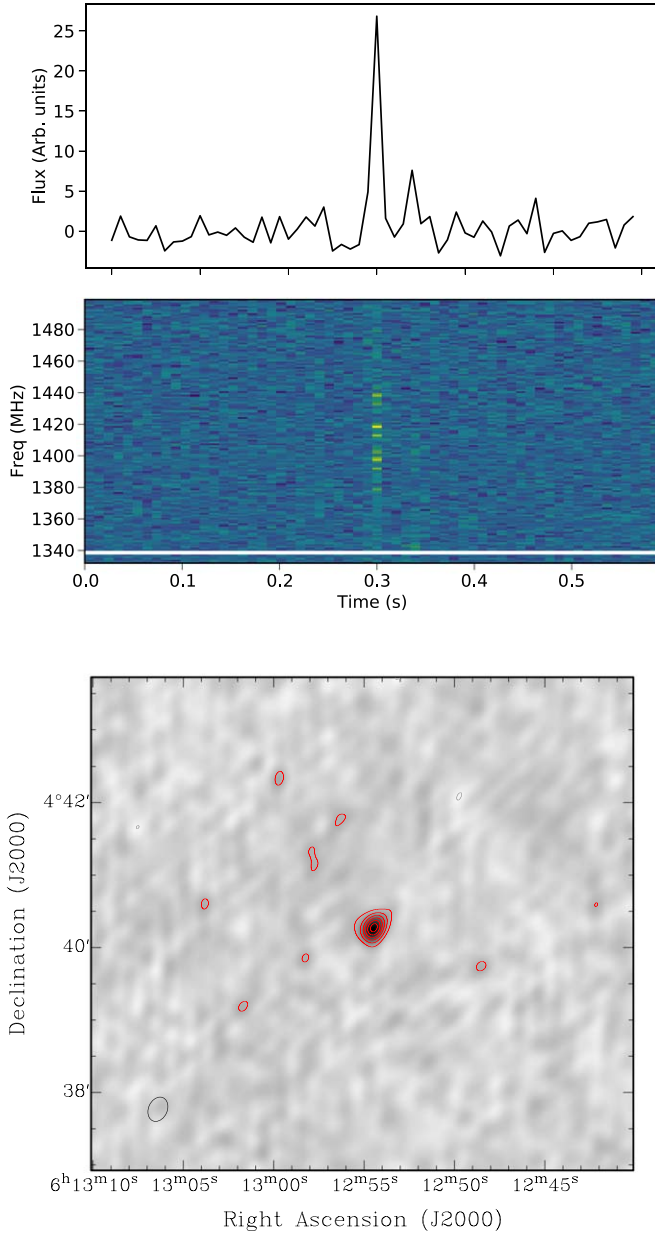 25
20
15
10
5
0
Flux (Arb. units)
1480
1460
1440
1420
1400
1380
1360
1340
Freq (MHz)
0.0 0.1 0.2 0.3 0.4 0.5
Time (s)
4°42′
40′
38′
Declination (J2000)
6ʰ13ᵐ10ˢ 13ᵐ05ˢ 13ᵐ00ˢ 12ᵐ55ˢ 12ᵐ50ˢ 12ᵐ45ˢ
Right Ascension (J2000)